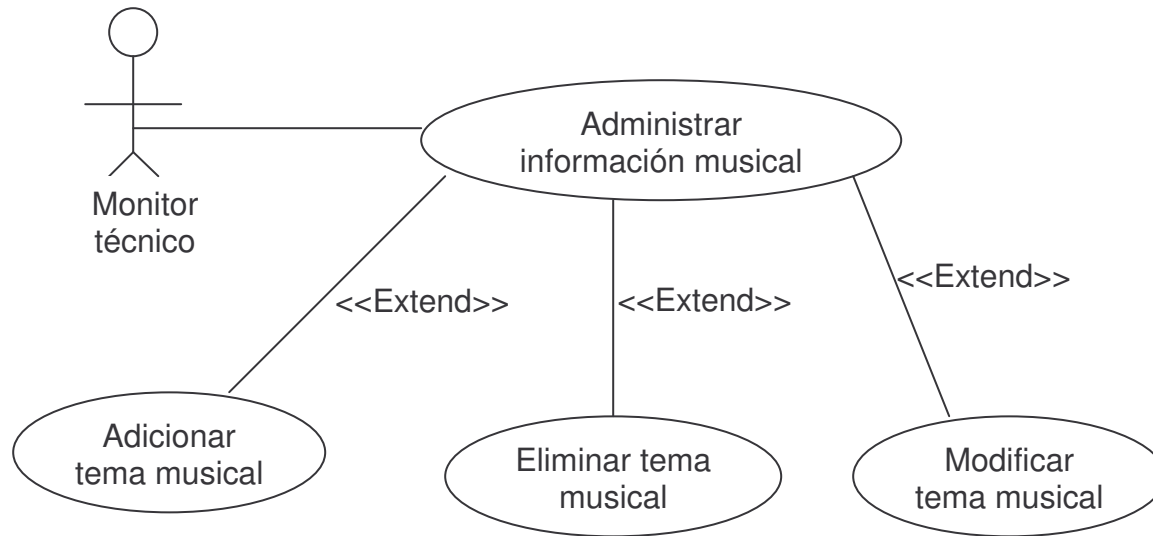 Administrar
información musical
Monitor
técnico
<<Extend>>
<<Extend>>
<<Extend>>
Adicionar
tema musical
Eliminar tema
musical
Modificar
tema musical